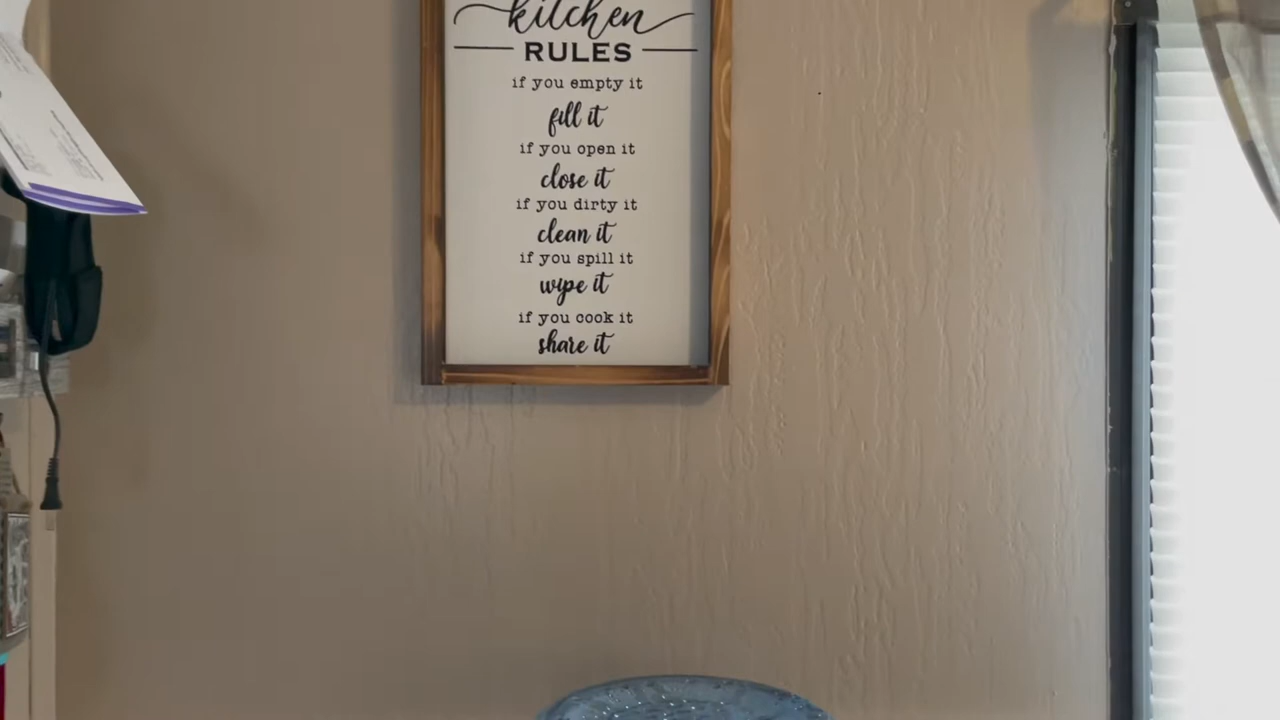 kitchen
RULES
if you empty it
fill it
if you open it
close it
if you dirty it
clean it
if you spill it
wipe it
if you cook it
share it